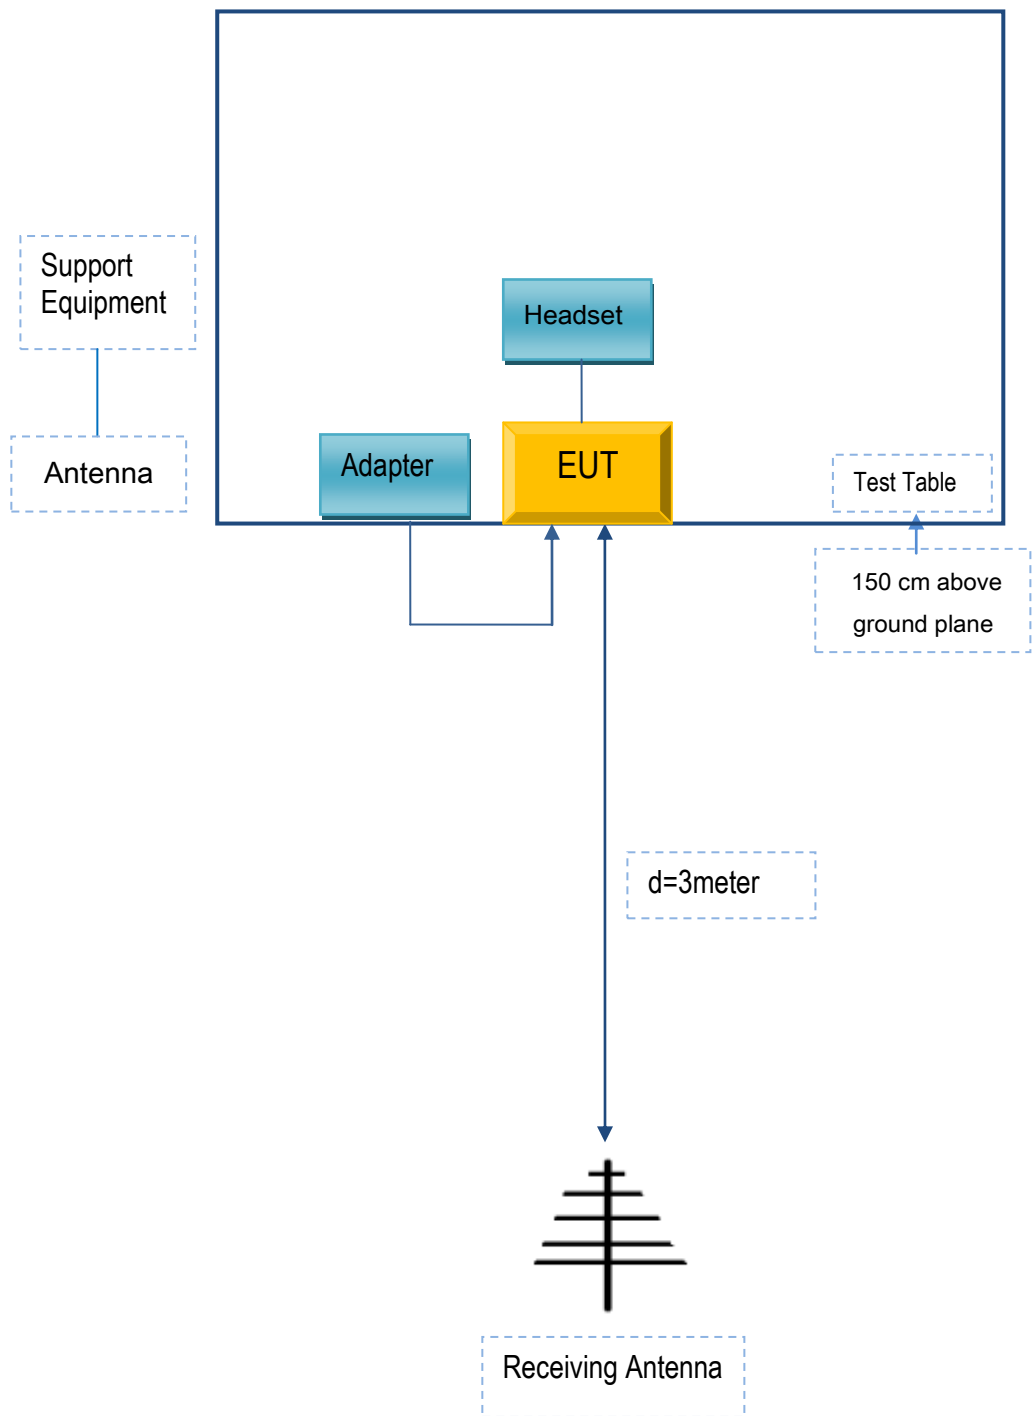 Support
Equipment
Antenna
Headset
Adapter
EUT
Test Table
150 cm above
ground plane
d=3meter
Receiving Antenna